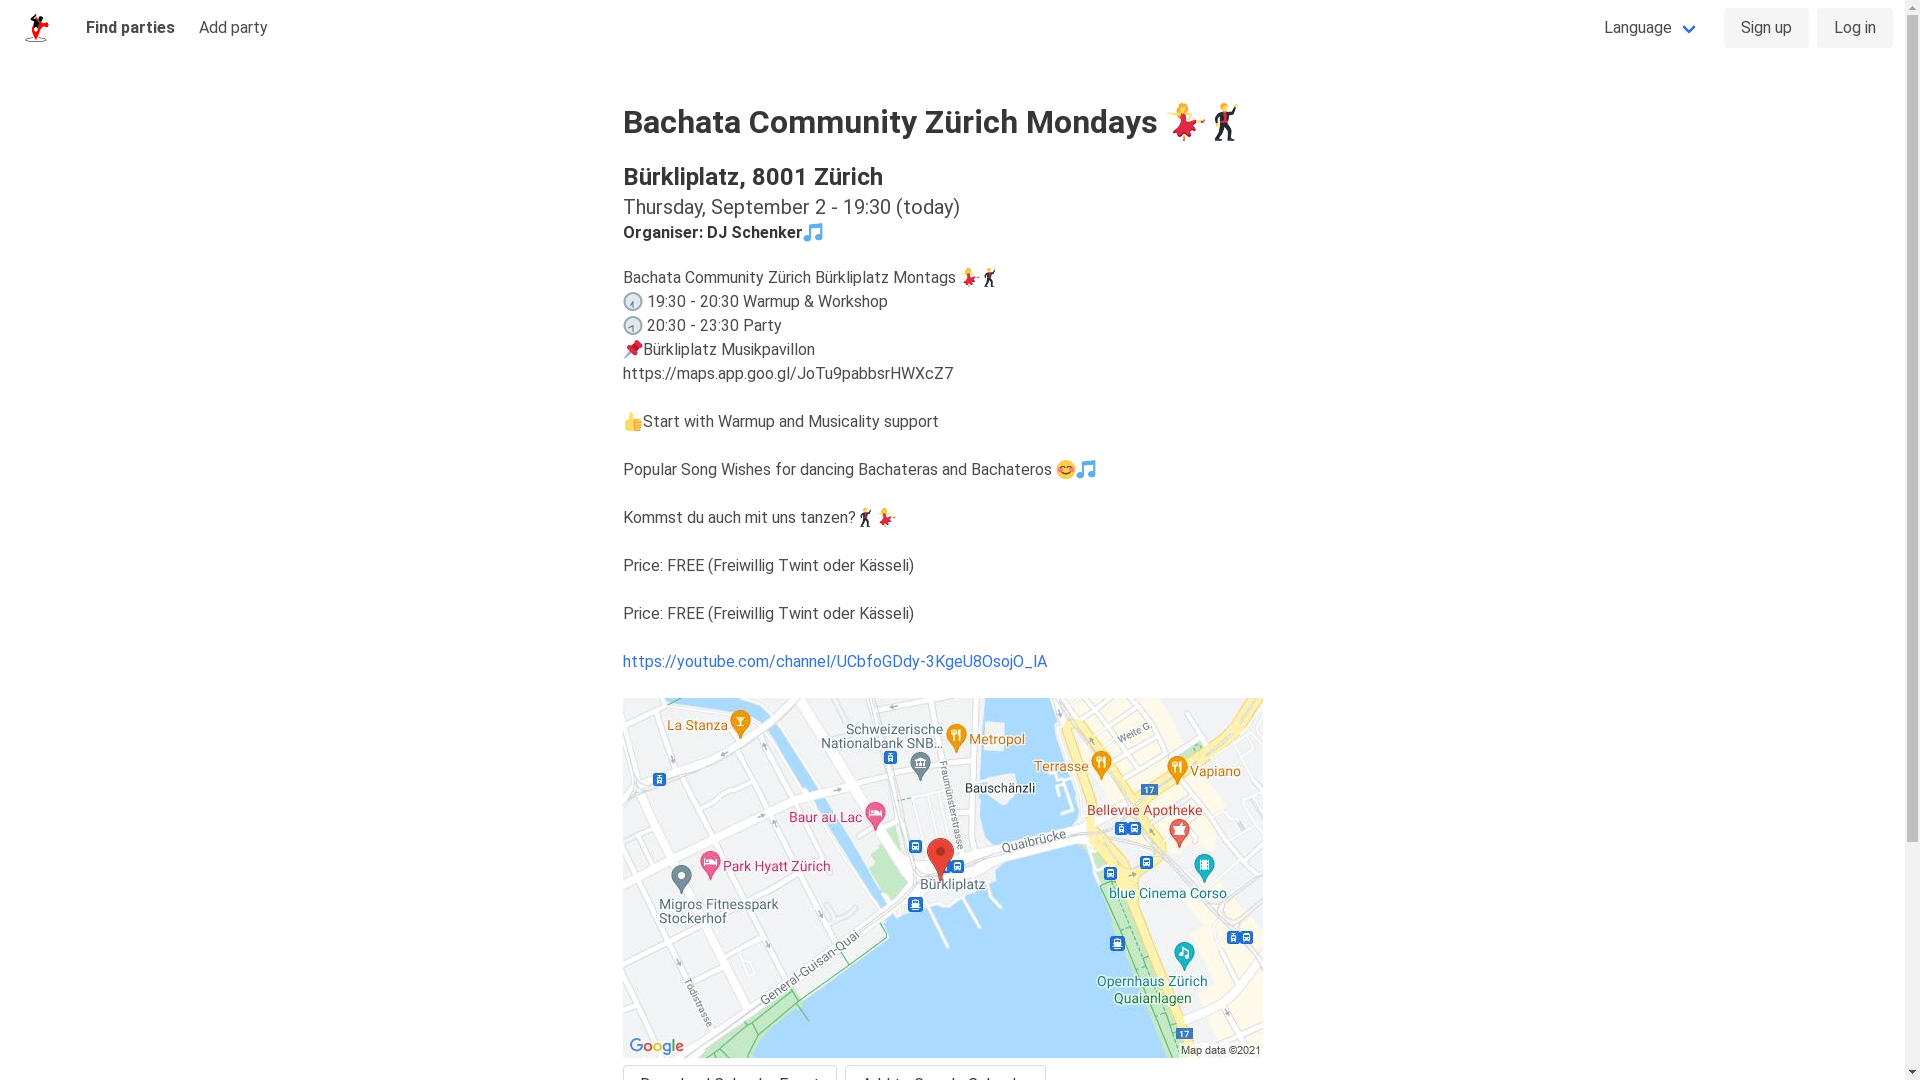 Find parties
Add party
Language
Sign up
Log in
Bachata Community Zürich Mondays 💃🕺
Bürkliplatz, 8001 Zürich
Thursday, September 2 - 19:30 (today)
Organiser: DJ Schenker🎵
Bachata Community Zürich Bürkliplatz Montags 💃🕺
🕢 19:30 - 20:30 Warmup & Workshop
🕣 20:30 - 23:30 Party
📌Bürkliplatz Musikpavillon
https://maps.app.goo.gl/JoTu9pabbsrHWXcZ7
👍Start with Warmup and Musicality support
Popular Song Wishes for dancing Bachateras and Bachateros 😊🎵
Kommst du auch mit uns tanzen?🕺💃
Price: FREE (Freiwillig Twint oder Kässeli)
Price: FREE (Freiwillig Twint oder Kässeli)
https://youtube.com/channel/UCbfoGDdy-3KgeU8OsojO_lA
La Stanza
Schweizerische
Nationalbank SNB...
Metropol
Weite G.
Terrasse
Vapiano
Fraumünsterstrasse
Bauschänzli
17
Baur au Lac
Bellevue Apotheke
Quaibrücke
Park Hyatt Zürich
Bürkliplatz
blue Cinema Corso
Migros Fitnesspark
Stockerhof
General-Guisan-Quai
Tödistrasse
Opernhaus Zürich
Quaianlagen
17
Google
Map data ©2021